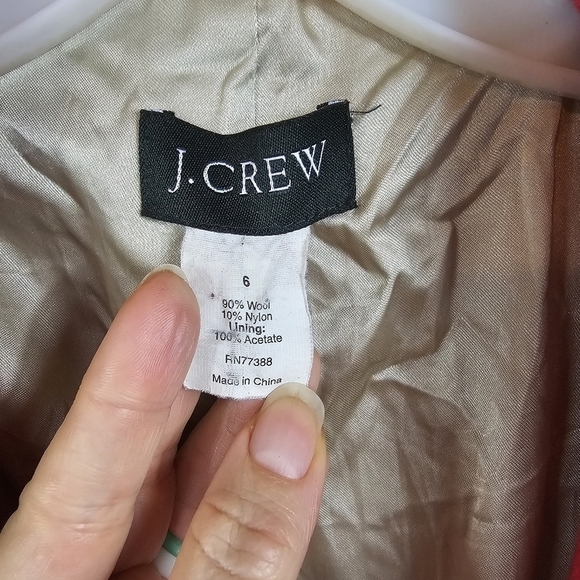 J.CREW
6
90% Wool
10% Nylon
Lining:
100% Acetate
RN77388
Made in China